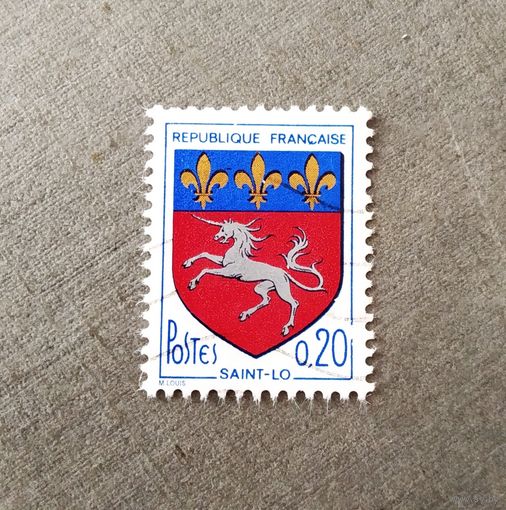 REPUBLIQUE FRANÇAISE
POSTES 0,20
SAINT-LO
M LOUIS